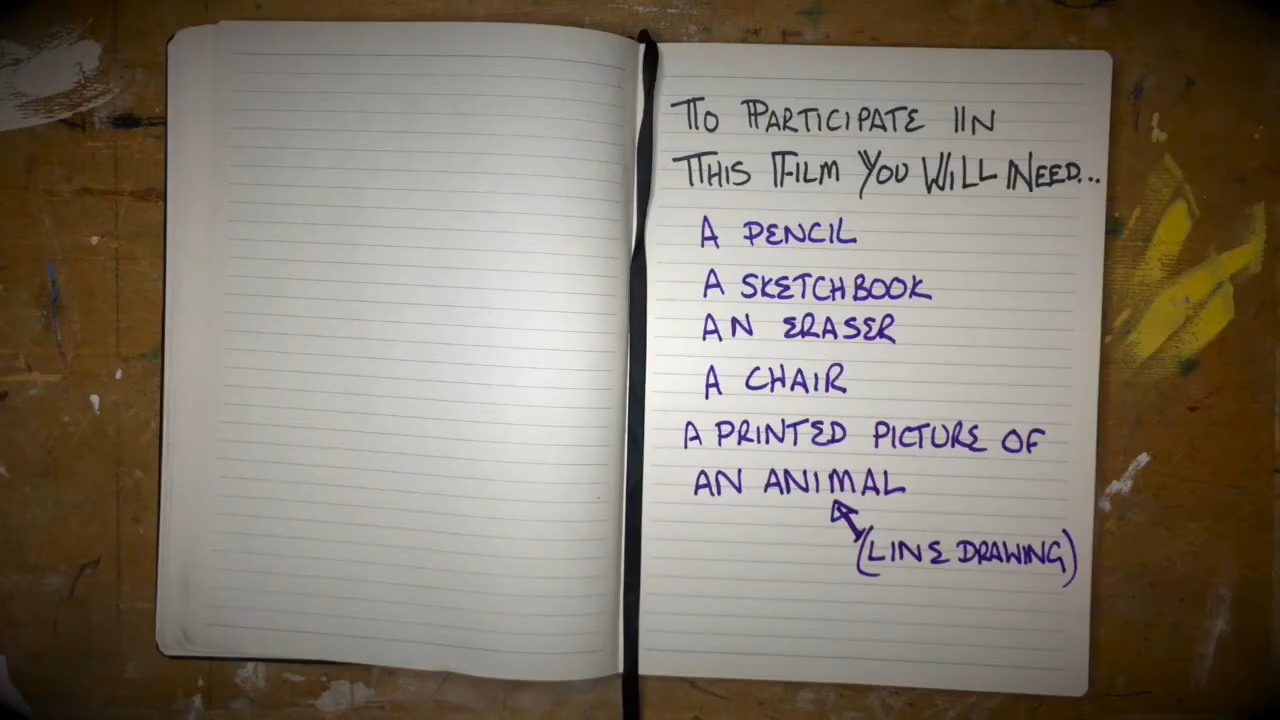 TO PARTICIPATE IN
THIS FILM YOU WILL NEED...
A PENCIL
A SKETCHBOOK
AN ERASER
A CHAIR
A PRINTED PICTURE OF
AN ANIMAL
(LINE DRAWING)